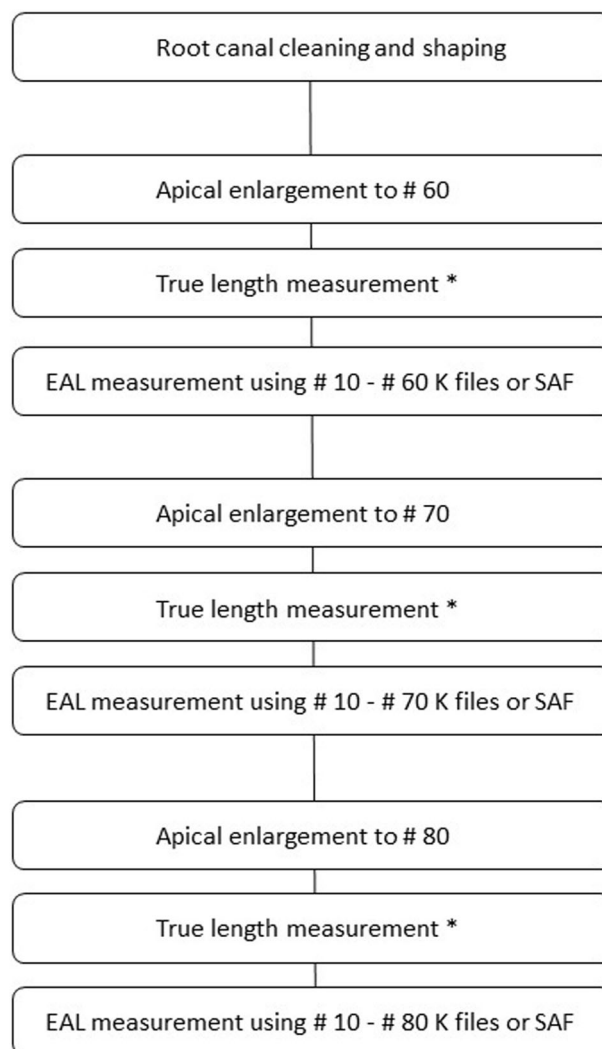 Root canal cleaning and shaping
Apical enlargement to # 60
True length measurement *
EAL measurement using # 10 - # 60 K files or SAF
Apical enlargement to # 70
True length measurement *
EAL measurement using # 10 - # 70 K files or SAF
Apical enlargement to # 80
True length measurement *
EAL measurement using # 10 - # 80 K files or SAF